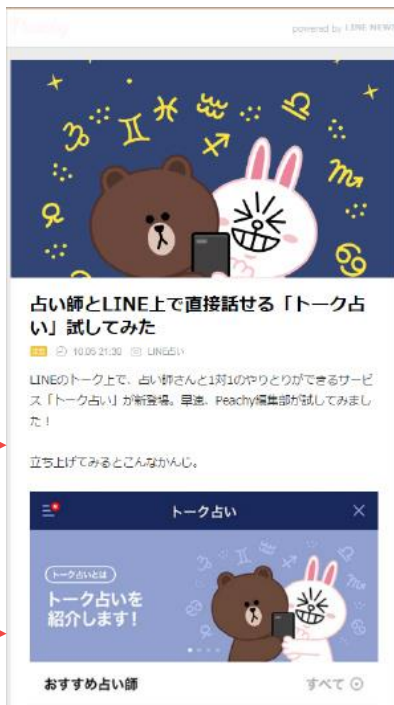 powered by LINE NEWS
占い師とLINE上で直接話せる「トーク占
い」試してみた
10.05 21:30 LINE占い
LINEのトーク上で、占い師さんと1対1のやりとりができるサービ
ス「トーク占い」が新登場。早速、Peachy編集部が試してみまし
た!
立ち上げてみるとこんなかんじ。
トーク占い
トーク占いとは
トーク占いを
紹介します!
おすすめ占い師 すべて